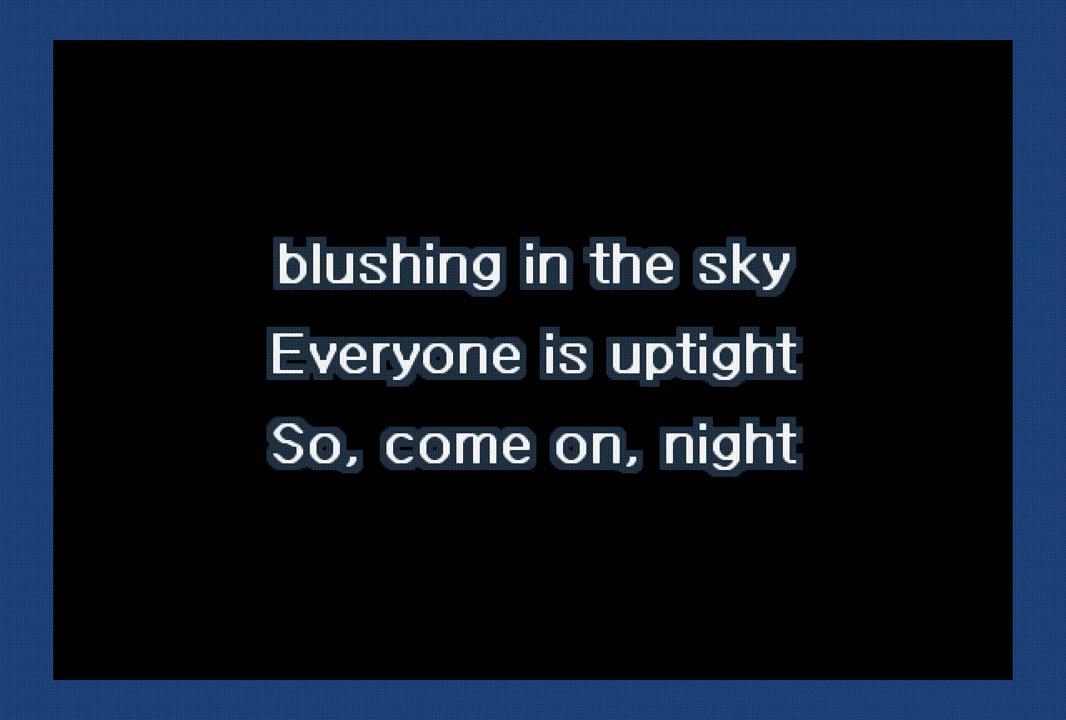 blushing in the sky
Everyone is uptight
So, come on, night